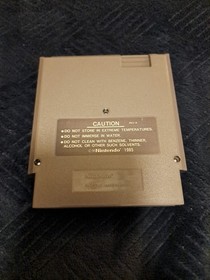 CAUTION
●DO NOT STORE IN EXTREME TEMPERATURES.
●DO NOT IMMERSE IN WATER.
●DO NOT CLEAN WITH BENZENE, THINNER,
ALCOHOL OR OTHER SUCH SOLVENTS.
©Nintendo 1985